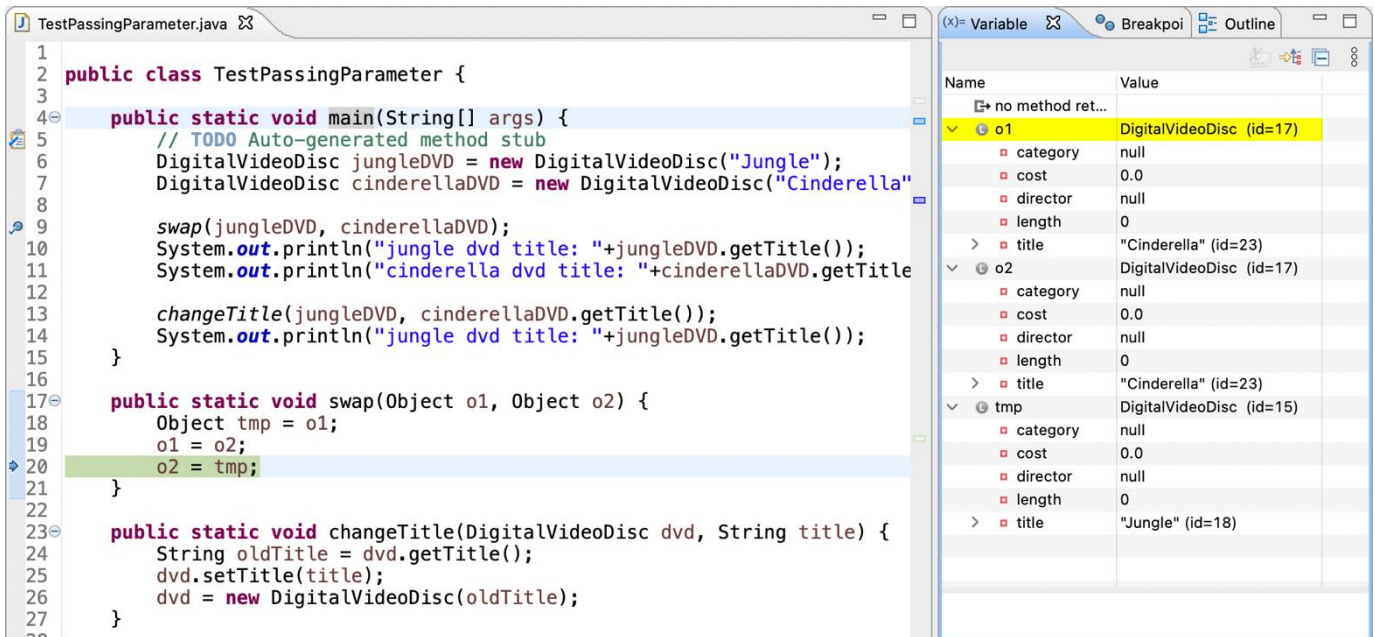 TestPassingParameter.java
1
2 public class TestPassingParameter {
3
4 public static void main(String[] args) {
5 // TODO Auto-generated method stub
6 DigitalVideoDisc jungleDVD = new DigitalVideoDisc("Jungle");
7 DigitalVideoDisc cinderellaDVD = new DigitalVideoDisc("Cinderella"
8
9 swap(jungleDVD, cinderellaDVD);
10 System.out.println("jungle dvd title: "+jungleDVD.getTitle());
11 System.out.println("cinderella dvd title: "+cinderellaDVD.getTitle
12
13 changeTitle(jungleDVD, cinderellaDVD.getTitle());
14 System.out.println("jungle dvd title: "+jungleDVD.getTitle());
15 }
16
17 public static void swap(Object o1, Object o2) {
18 Object tmp = o1;
19 o1 = o2;
20 o2 = tmp;
21 }
22
23 public static void changeTitle(DigitalVideoDisc dvd, String title) {
24 String oldTitle = dvd.getTitle();
25 dvd.setTitle(title);
26 dvd = new DigitalVideoDisc(oldTitle);
27 }
(x)= Variable Breakpoi Outline
Name Value
no method ret...
o1 DigitalVideoDisc (id=17)
category null
cost 0.0
director null
length 0
title "Cinderella" (id=23)
o2 DigitalVideoDisc (id=17)
category null
cost 0.0
director null
length 0
title "Cinderella" (id=23)
tmp DigitalVideoDisc (id=15)
category null
cost 0.0
director null
length 0
title "Jungle" (id=18)